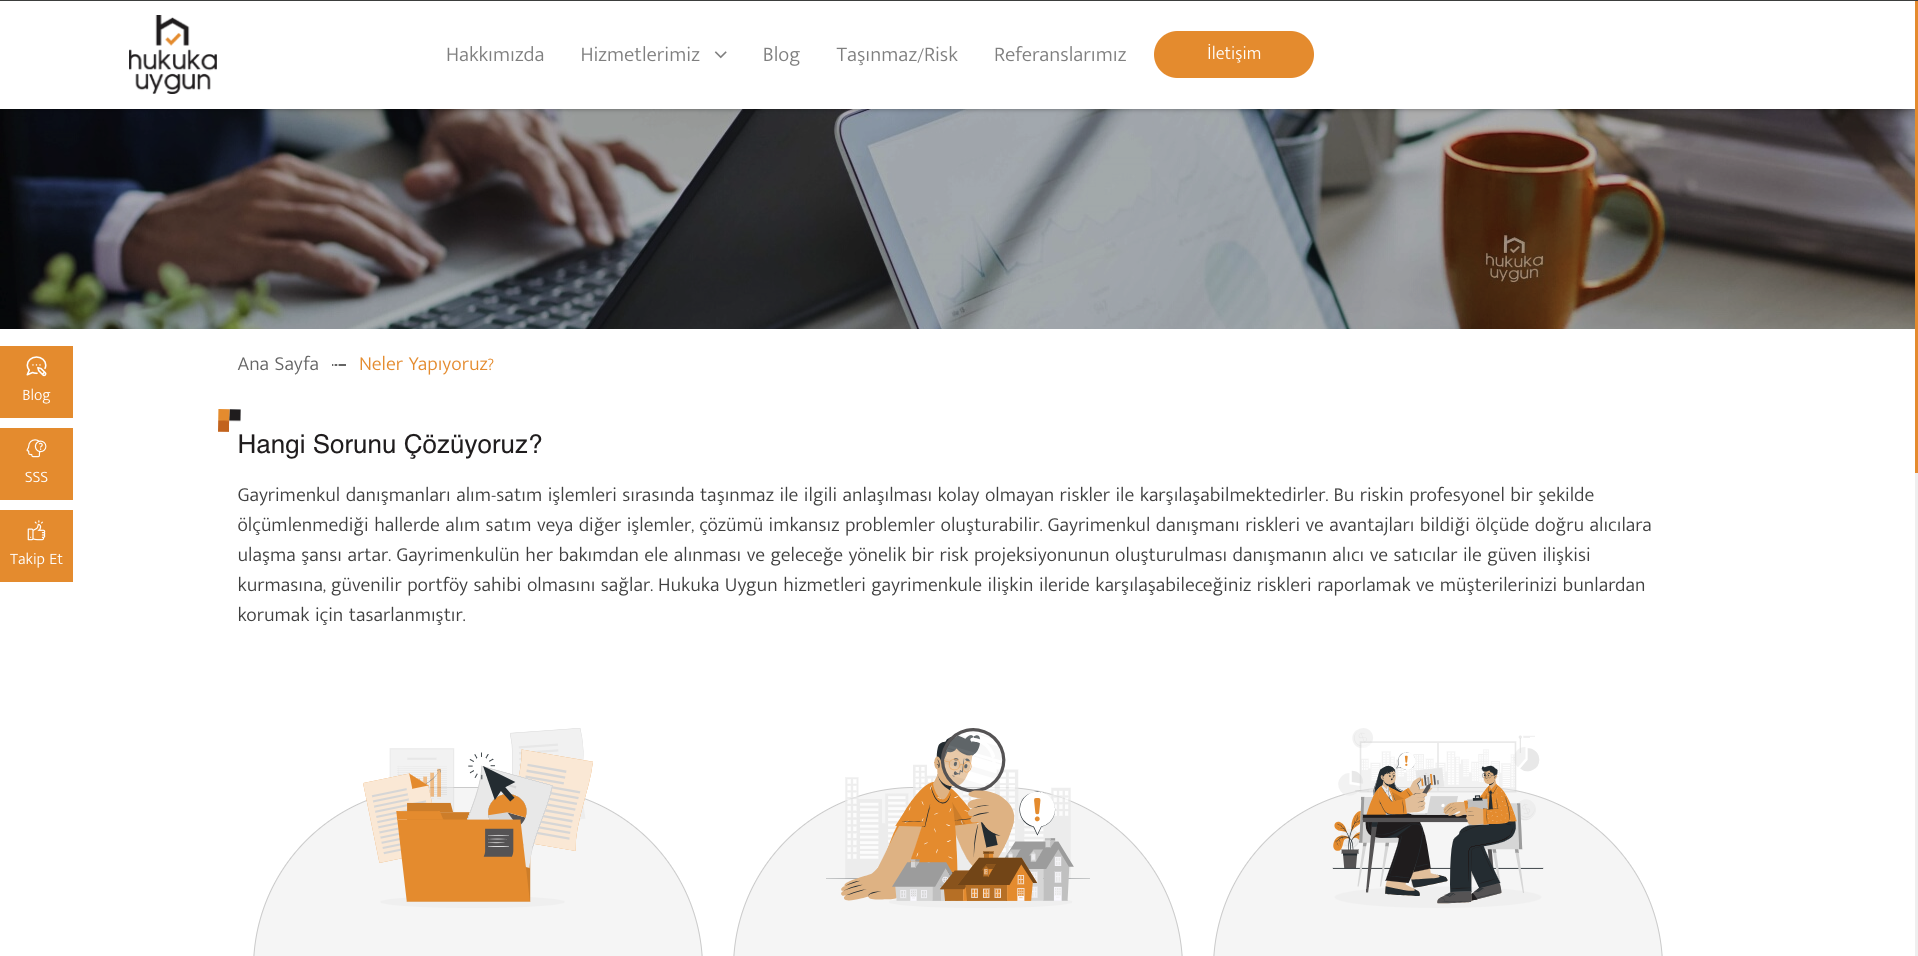 hukuka
uygun
Hakkımızda
Hizmetlerimiz
Blog
Taşınmaz/Risk
Referanslarımız
İletişim
hukuka
uygun
Ana Sayfa
Neler Yapıyoruz?
Blog
SSS
Takip Et
Hangi Sorunu Çözüyoruz?
Gayrimenkul danışmanları alım-satım işlemleri sırasında taşınmaz ile ilgili anlaşılması kolay olmayan riskler ile karşılaşabilmektedirler. Bu riskin profesyonel bir şekilde
ölçümlenmediği hallerde alım satım veya diğer işlemler, çözümü imkansız problemler oluşturabilir. Gayrimenkul danışmanı riskleri ve avantajları bildiği ölçüde doğru alıcılara
ulaşma şansı artar. Gayrimenkulün her bakımdan ele alınması ve geleceğe yönelik bir risk projeksiyonunun oluşturulması danışmanın alıcı ve satıcılar ile güven ilişkisi
kurmasına, güvenilir portföy sahibi olmasını sağlar. Hukuka Uygun hizmetleri gayrimenkule ilişkin ileride karşılaşabileceğiniz riskleri raporlamak ve müşterilerinizi bunlardan
korumak için tasarlanmıştır.
!
!